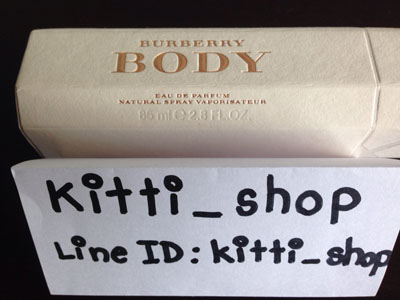 BURBERRY
BODY
EAU DE PARFUM
NATURAL SPRAY VAPORISATEUR
85 ml ℮ 2.8 FL.OZ.
kitti_shop
Line ID: kitti_shop